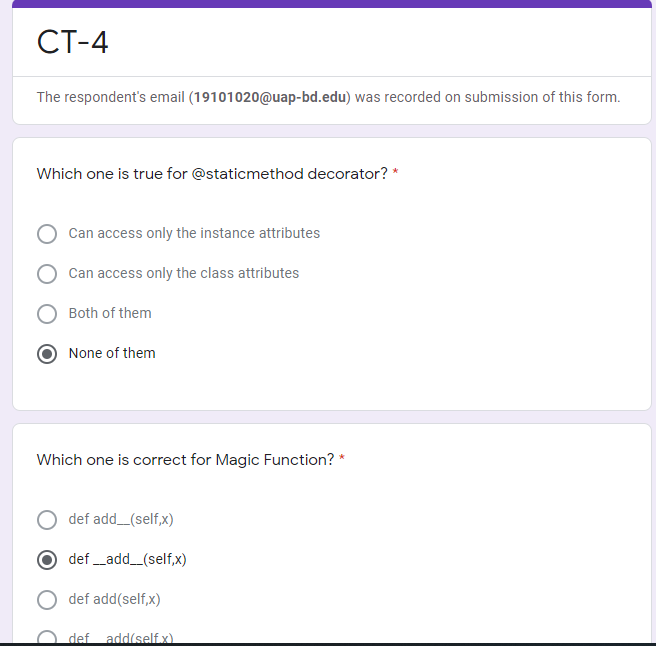 CT-4
The respondent's email (19101020@uap-bd.edu) was recorded on submission of this form.
Which one is true for @staticmethod decorator? *
Can access only the instance attributes
Can access only the class attributes
Both of them
None of them
Which one is correct for Magic Function? *
def add__(self,x)
def __add__(self,x)
def add(self,x)
def __add(self,x)